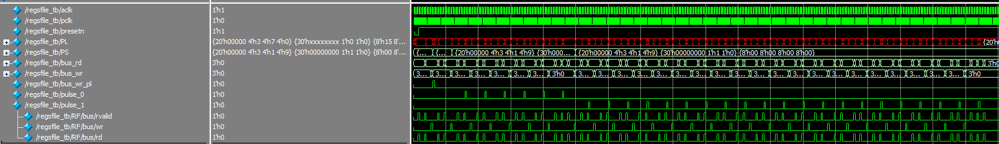 /regsfile_tb/aclk 1'h1
/regsfile_tb/pclk 1'h0
/regsfile_tb/presetn 1'h1
/regsfile_tb/PL {20'h00000 4'h3 4'h7 4'h0} {30'hxxxxxxxx 1'h0 1'h0} {8'h15 8'... {20'h0
/regsfile_tb/PS {20'h00000 4'h3 4'h1 4'h9} {30'h00000000 1'h1 1'h0} {8'h00 8'... {... {... {20'h00000 4'h3 4'h1 4'h9} {30'h000... {20'h00000 4'h3 4'h1 4'h9} {30'h00000000 1'h1 1'h0} {8'h00 8'h00 8'h00 8'h00}
/regsfile_tb/bus_rd 3'h0 3'h0
/regsfile_tb/bus_wr 3'h0 3... 3... 3... 3... 3... 3... 3... 3'h0 3... 3... 3... 3... 3... 3... 3... 3... 3... 3... 3... 3... 3... 3... 3... 3... 3... 3... 3... 3... 3'h0
/regsfile_tb/bus_wr_pl 1'h0
/regsfile_tb/pulse_0 1'h0
/regsfile_tb/pulse_1 1'h0
/regsfile_tb/RF/bus/rvalid 1'h0
/regsfile_tb/RF/bus/wr 1'h0
/regsfile_tb/RF/bus/rd 1'h0